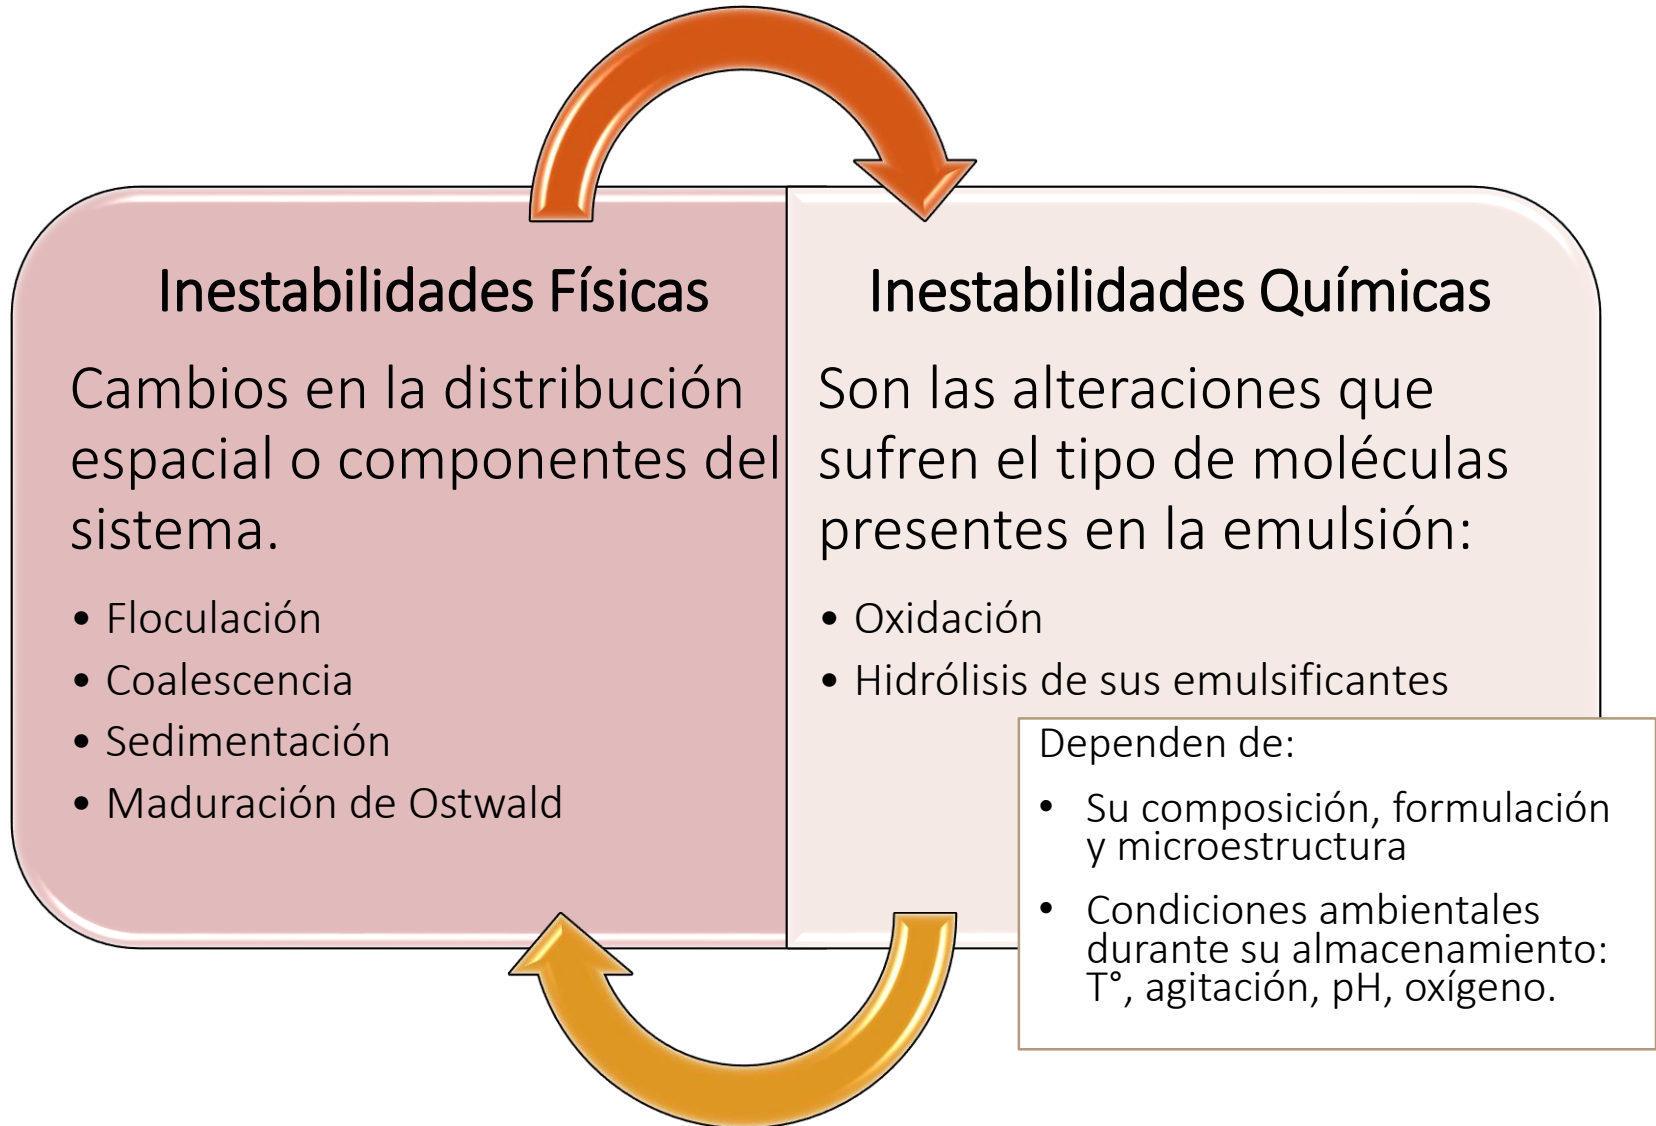 Inestabilidades Físicas
Cambios en la distribución
espacial o componentes del
sistema.
• Floculación
• Coalescencia
• Sedimentación
• Maduración de Ostwald
Inestabilidades Químicas
Son las alteraciones que
sufren el tipo de moléculas
presentes en la emulsión:
• Oxidación
• Hidrólisis de sus emulsificantes
Dependen de:
• Su composición, formulación
y microestructura
• Condiciones ambientales
durante su almacenamiento:
T°, agitación, pH, oxígeno.